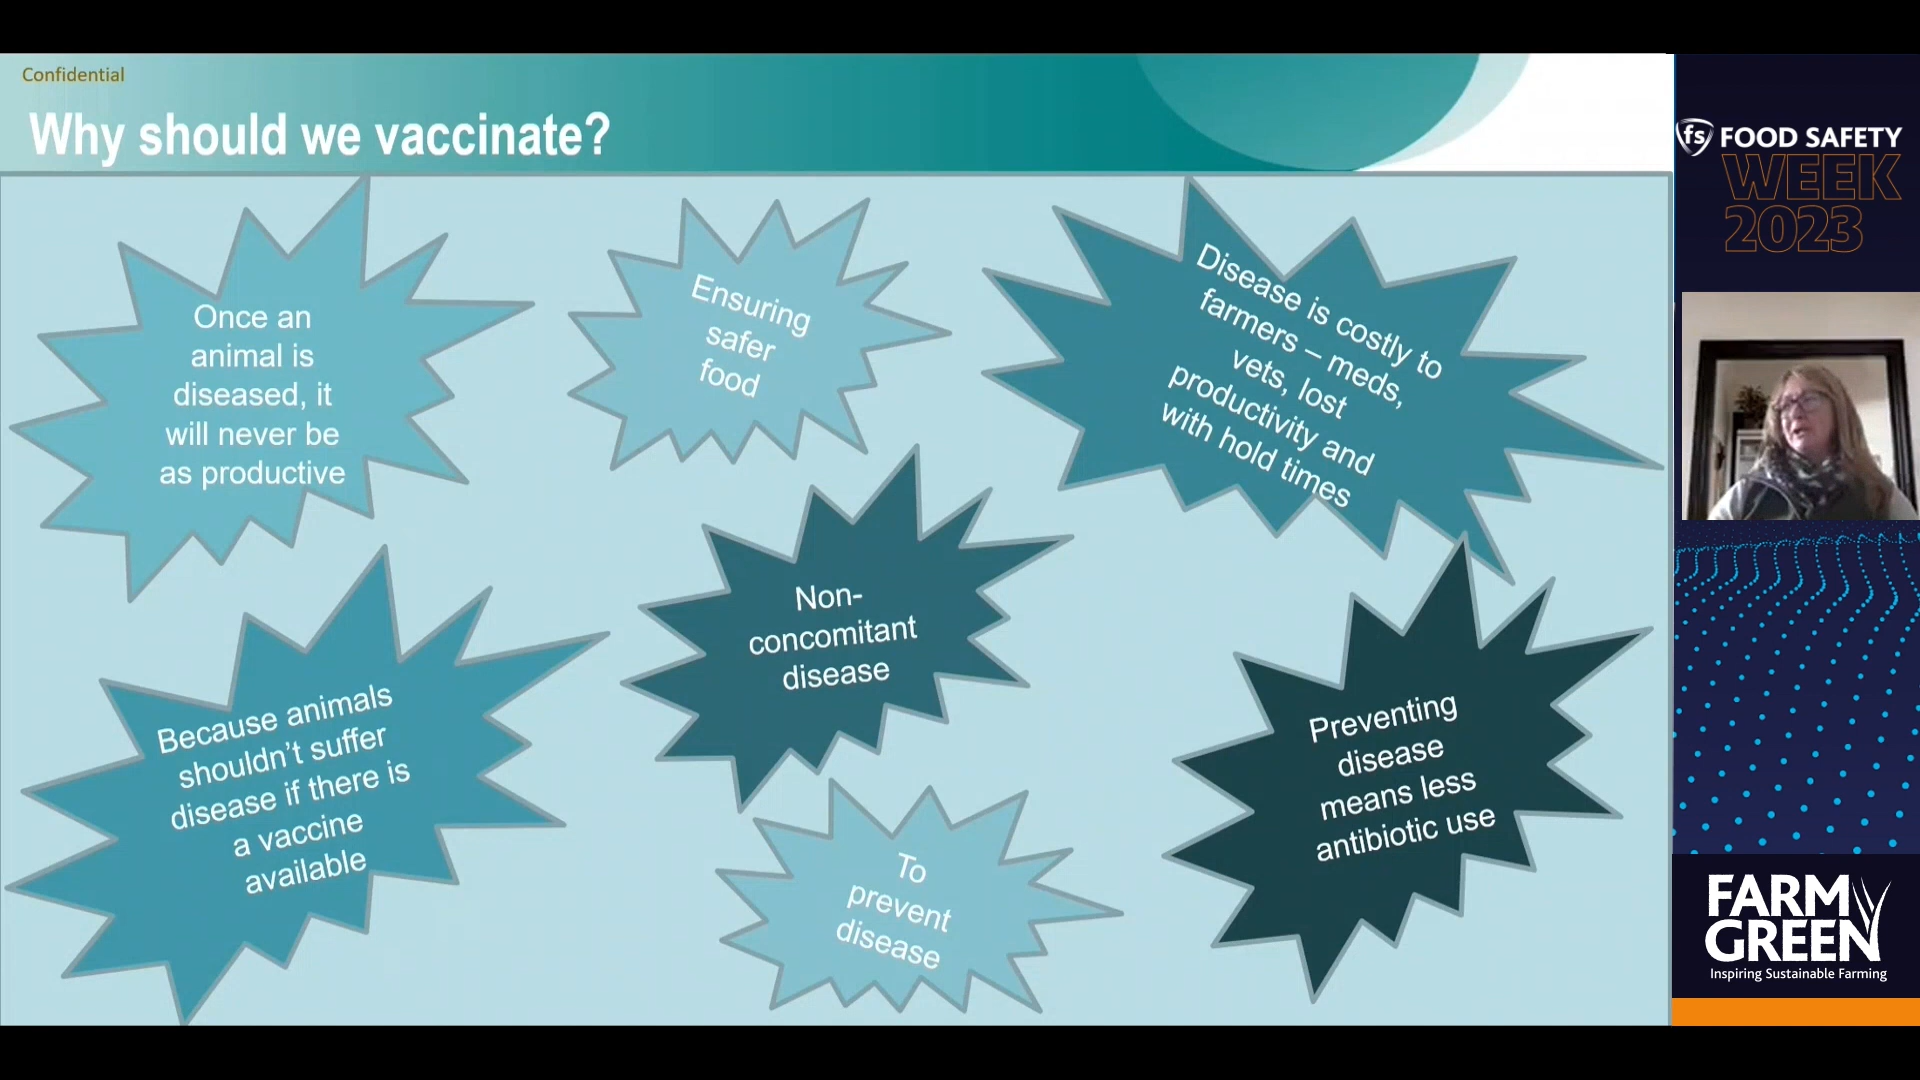 Confidential
Why should we vaccinate?
Once an
animal is
diseased, it
will never be
as productive
Ensuring
safer
food
Disease is costly to
farmers – meds,
vets, lost
productivity and
with hold times
Because animals
shouldn’t suffer
disease if there is
a vaccine
available
Non-
concomitant
disease
To
prevent
disease
Preventing
disease
means less
antibiotic use
fs FOOD SAFETY
WEEK
2023
FARM
GREEN
Inspiring Sustainable Farming